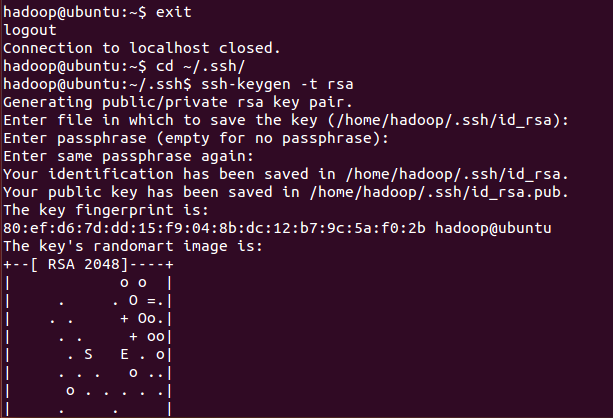 hadoop@ubuntu:~$ exit
logout
Connection to localhost closed.
hadoop@ubuntu:~$ cd ~/.ssh/
hadoop@ubuntu:~/.ssh$ ssh-keygen -t rsa
Generating public/private rsa key pair.
Enter file in which to save the key (/home/hadoop/.ssh/id_rsa):
Enter passphrase (empty for no passphrase):
Enter same passphrase again:
Your identification has been saved in /home/hadoop/.ssh/id_rsa.
Your public key has been saved in /home/hadoop/.ssh/id_rsa.pub.
The key fingerprint is:
80:ef:d6:7d:dd:15:f9:04:8b:dc:12:b7:9c:5a:f0:2b hadoop@ubuntu
The key's randomart image is:
+--[ RSA 2048]----+
|            o o  |
|     .     . O =.|
|    . .     + Oo.|
|     . .     + oo|
|      . S   E . o|
|     . . .   o ..|
|      o . . . . .|
|     .     .     |